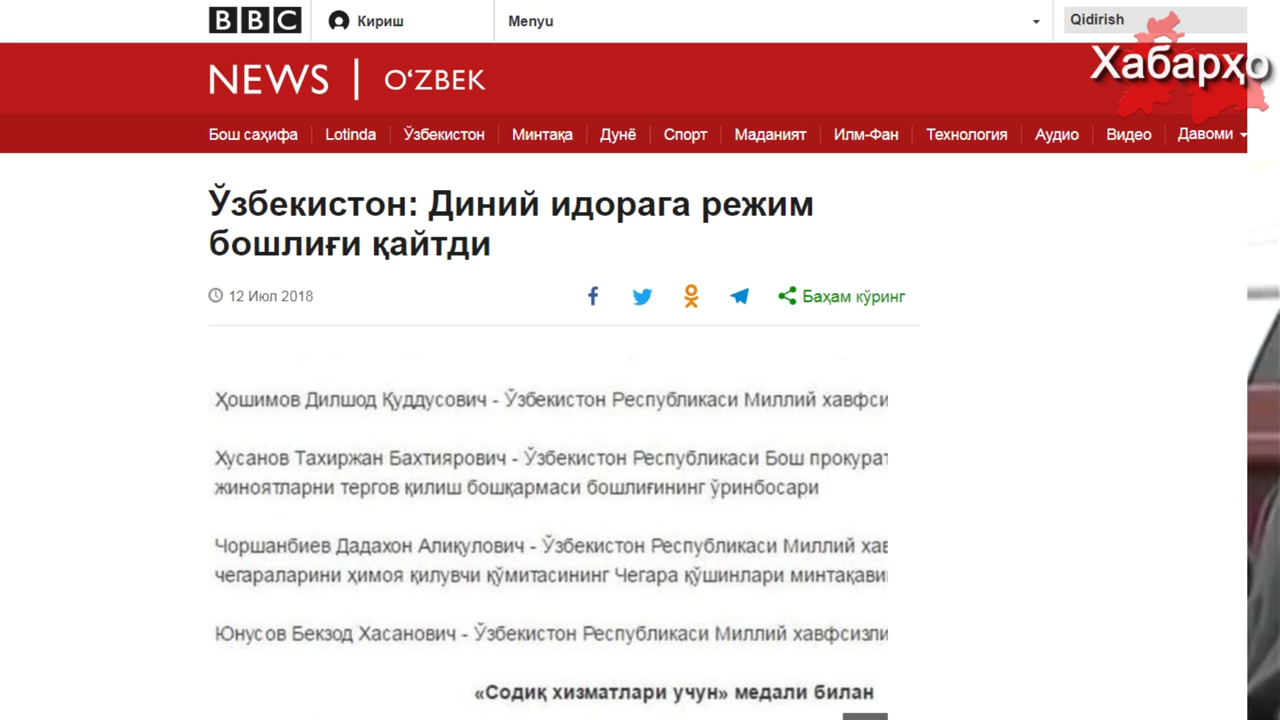 BBC Кириш Menyu Qidirish
Хабарҳо
NEWS | OʻZBEK
Бош саҳифа Lotinda Ўзбекистон Минтақа Дунё Спорт Маданият Илм-Фан Технология Аудио Видео Давоми
Ўзбекистон: Диний идорага режим
бошлиғи қайтди
12 Июл 2018 Баҳам кўринг
Ҳошимов Дилшод Қуддусович - Ўзбекистон Республикаси Миллий хавфси
Хусанов Тахиржан Бахтиярович - Ўзбекистон Республикаси Бош прокурат
жиноятларни тергов қилиш бошқармаси бошлиғининг ўринбосари
Чоршанбиев Дадахон Алиқулович - Ўзбекистон Республикаси Миллий хав
чегараларини ҳимоя қилувчи қўмитасининг Чегара қўшинлари минтақави
Юнусов Бекзод Хасанович - Ўзбекистон Республикаси Миллий хавфсизли
«Содиқ хизматлари учун» медали билан